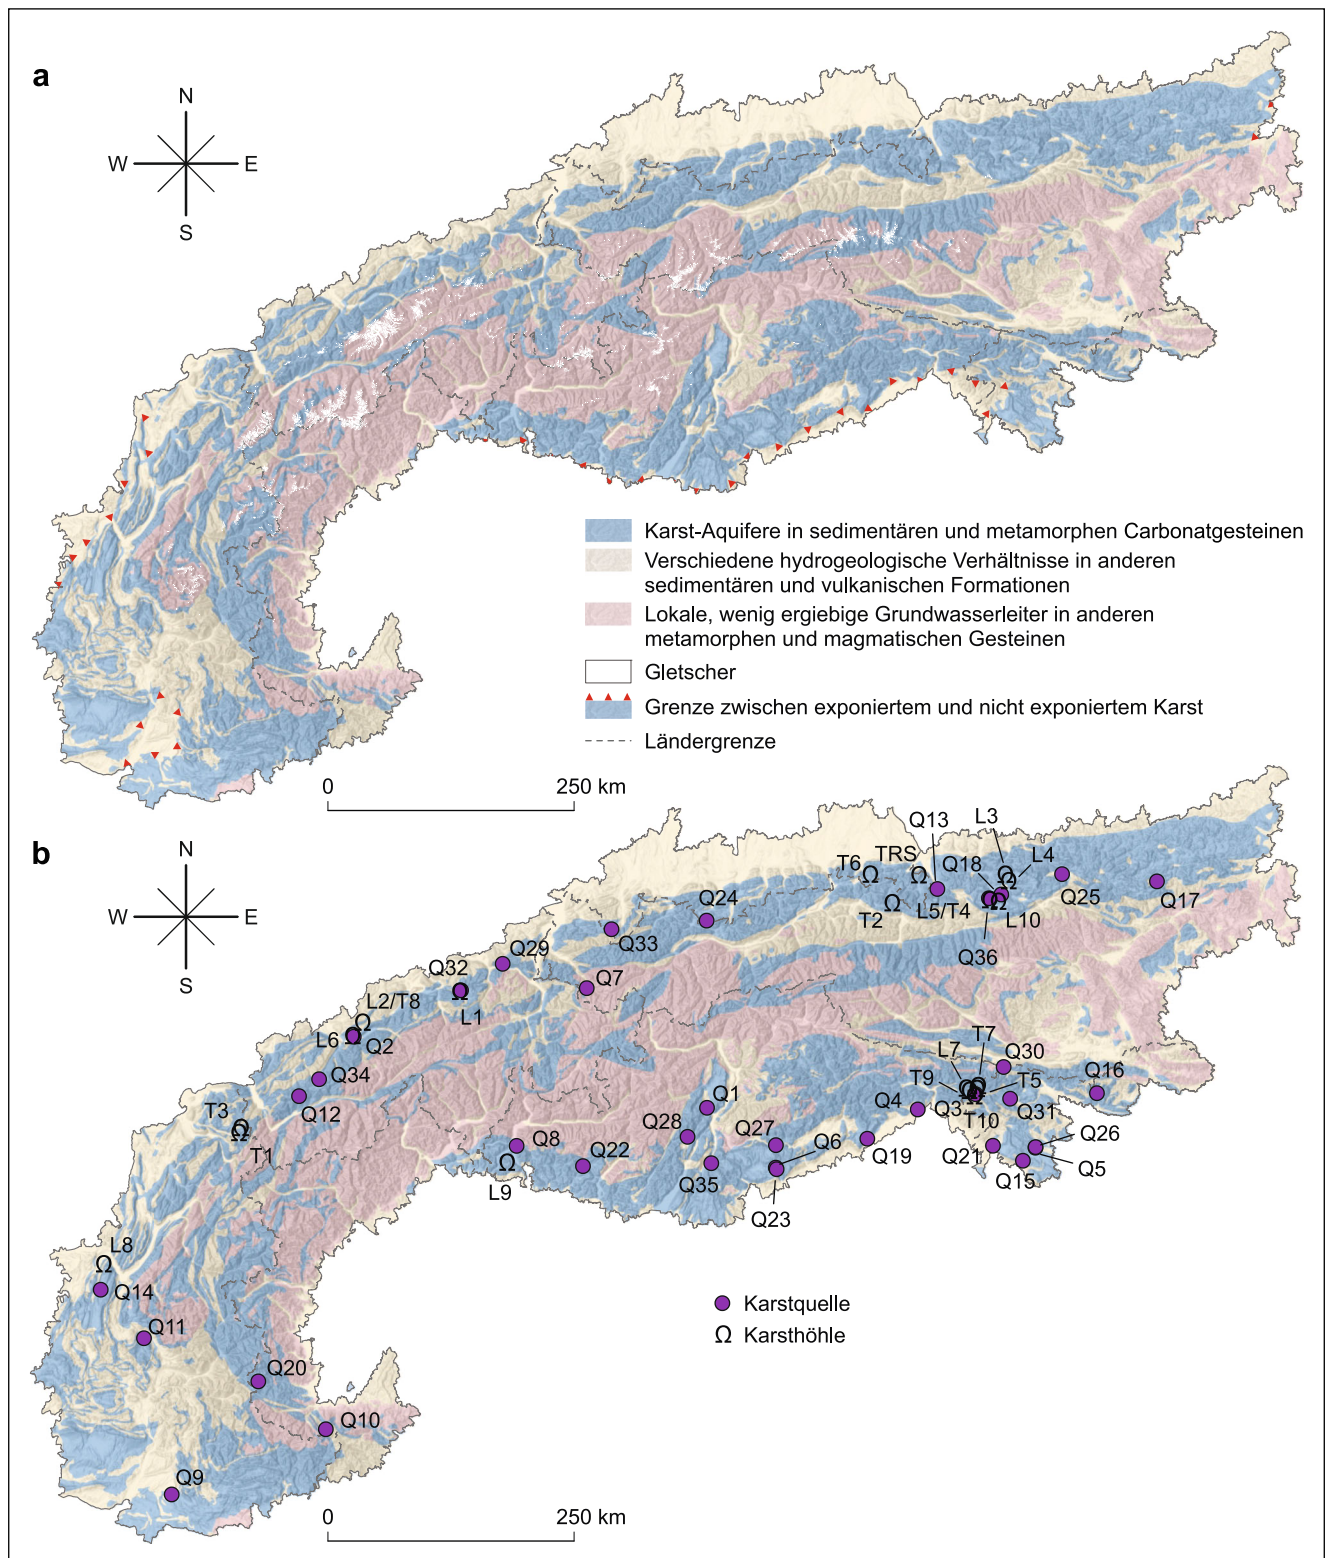 a
N
W
E
S
Karst-Aquifere in sedimentären und metamorphen Carbonatgesteinen
Verschiedene hydrogeologische Verhältnisse in anderen
sedimentären und vulkanischen Formationen
Lokale, wenig ergiebige Grundwasserleiter in anderen
metamorphen und magmatischen Gesteinen
Gletscher
Grenze zwischen exponiertem und nicht exponiertem Karst
Ländergrenze
0
250 km
b
N
W
E
S
Q13
L3
T6
TRS
Q18
L4
Q24
T2
L5/T4
L10
Q25
Q17
Q33
Q36
Q29
Q32
Q7
L2/T8
L1
L6
Q2
Q34
Q12
T7
L7
Q30
T9
T5
Q16
T3
Q1
Q4
Q3
T10
Q31
T1
Q28
Q27
Q6
Q8
Q22
Q19
Q26
Q21
L9
Q35
Q15
Q5
Q23
L8
Q14
Q11
Q20
Q10
Q9
Karstquelle
Ω Karsthöhle
0
250 km